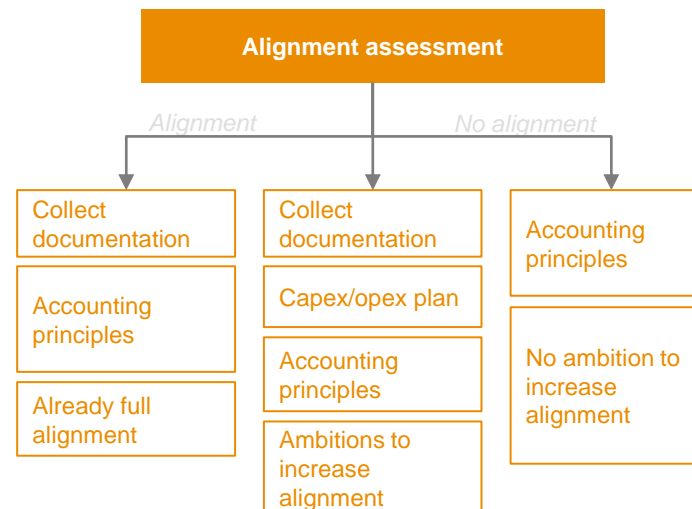 Alignment assessment
Alignment
No alignment
Collect
documentation
Accounting
principles
Already full
alignment
Collect
documentation
Capex/opex plan
Accounting
principles
Ambitions to
increase
alignment
Accounting
principles
No ambition to
increase
alignment